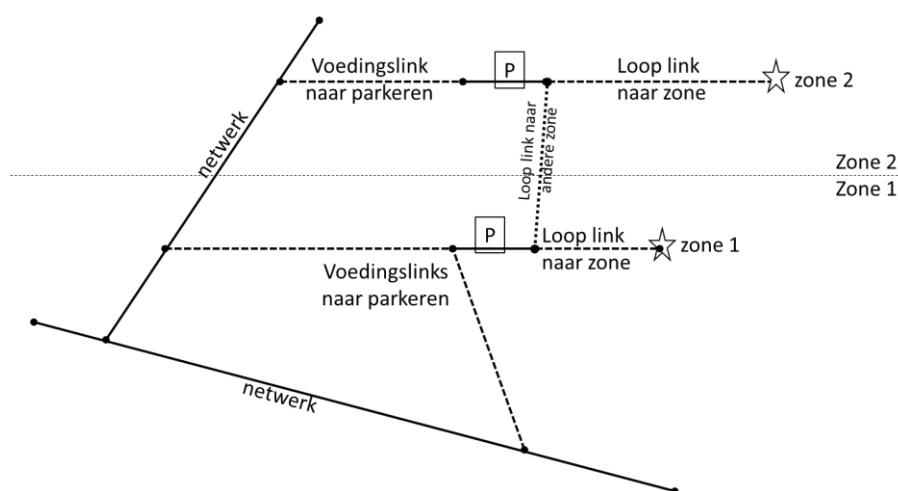 Voedingslink
naar parkeren
P
Loop link
naar zone
zone 2
netwerk
Loop link naar
andere zone
Zone 2
Zone 1
P
Loop link
naar zone
zone 1
Voedingslinks
naar parkeren
netwerk